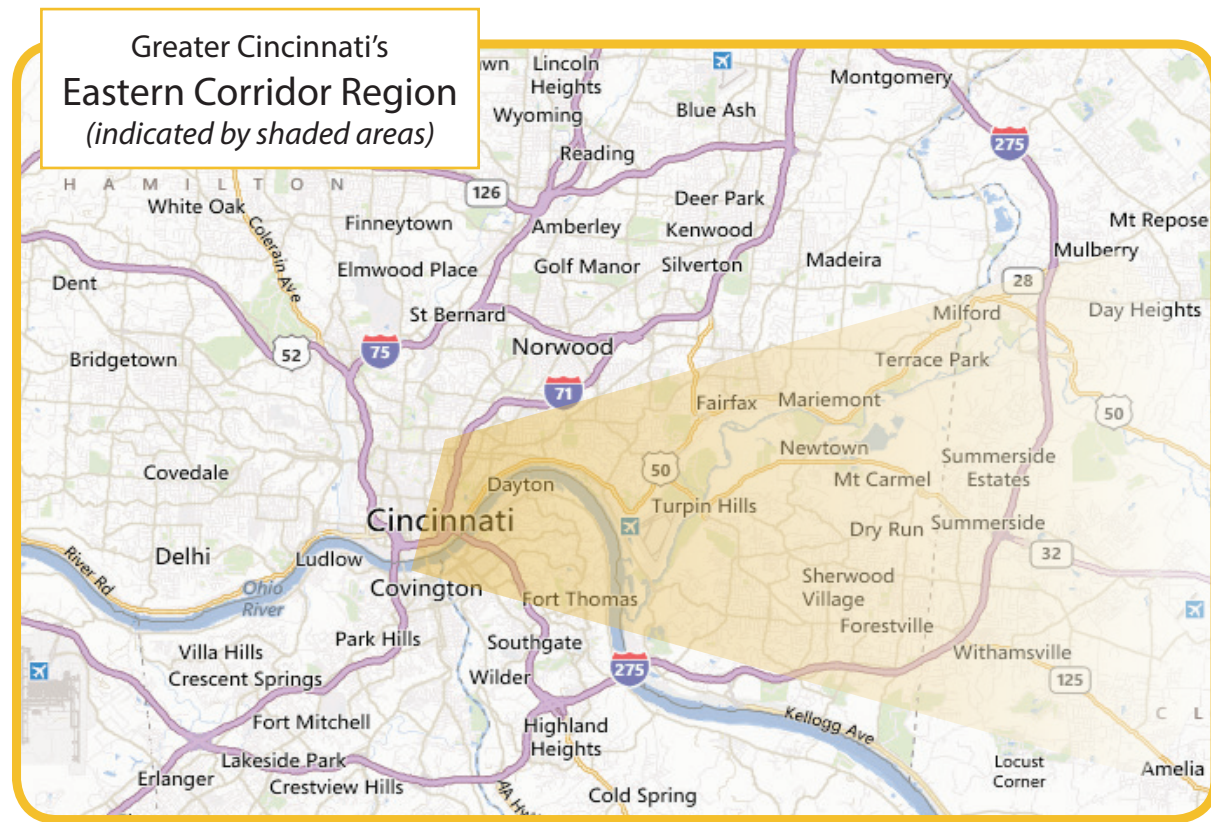 Greater Cincinnati's
Eastern Corridor Region
(indicated by shaded areas)
wn
Lincoln
Heights
Montgomery
Wyoming
Blue Ash
275
Reading
HAMILTON
126
White Oak
Deer Park
Mt Repose
Finneytown
Amberley
Kenwood
Colerain Ave
Mulberry
Elmwood Place
Golf Manor
Silverton
Madeira
Dent
28
St Bernard
Milford
Day Heights
52
75
Norwood
Bridgetown
Terrace Park
71
Fairfax
Mariemont
50
Newtown
Covedale
50
Summerside
Estates
Dayton
Mt Carmel
Turpin Hills
Cincinnati
Dry Run
Summerside
Delhi
Ludlow
32
River Rd
Ohio
River
Covington
Sherwood
Village
Fort Thomas
Forestville
Park Hills
Southgate
Villa Hills
Withamsville
275
Crescent Springs
Wilder
125
Fort Mitchell
Kellogg Ave
C L
Highland
Heights
Lakeside Park
Locust
Corner
Erlanger
Amelia
Crestview Hills
Cold Spring